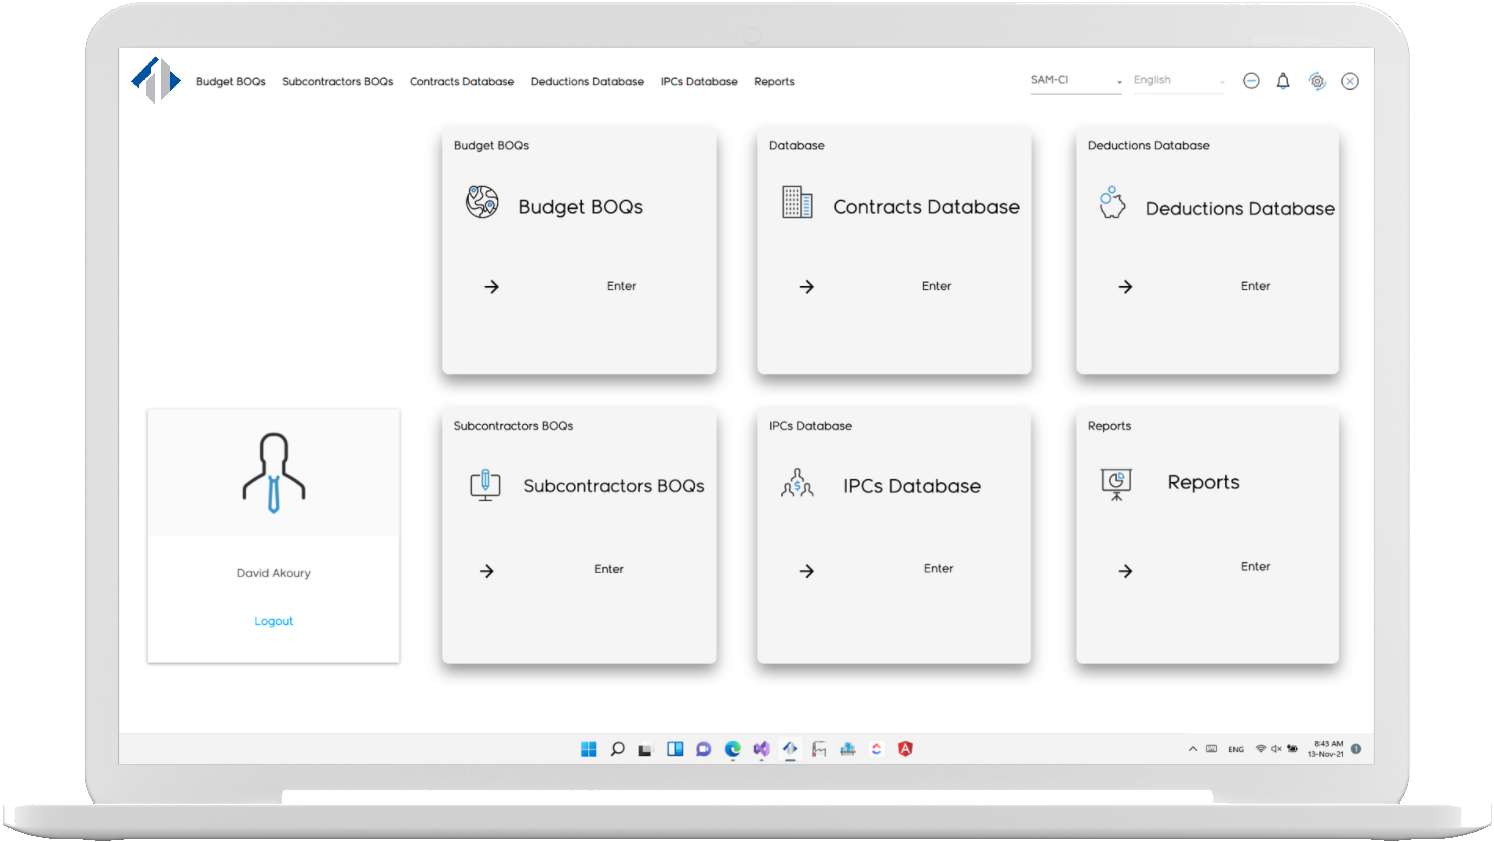 Budget BOQs Subcontractors BOQs Contracts Database Deductions Database IPCs Database Reports SAM-CI English
Budget BOQs
Budget BOQs
Enter
Database
Contracts Database
Enter
Deductions Database
Deductions Database
Enter
David Akoury
Logout
Subcontractors BOQs
Subcontractors BOQs
Enter
IPCs Database
IPCs Database
Enter
Reports
Reports
Enter
ENG
8:43 AM
13-Nov-21
1